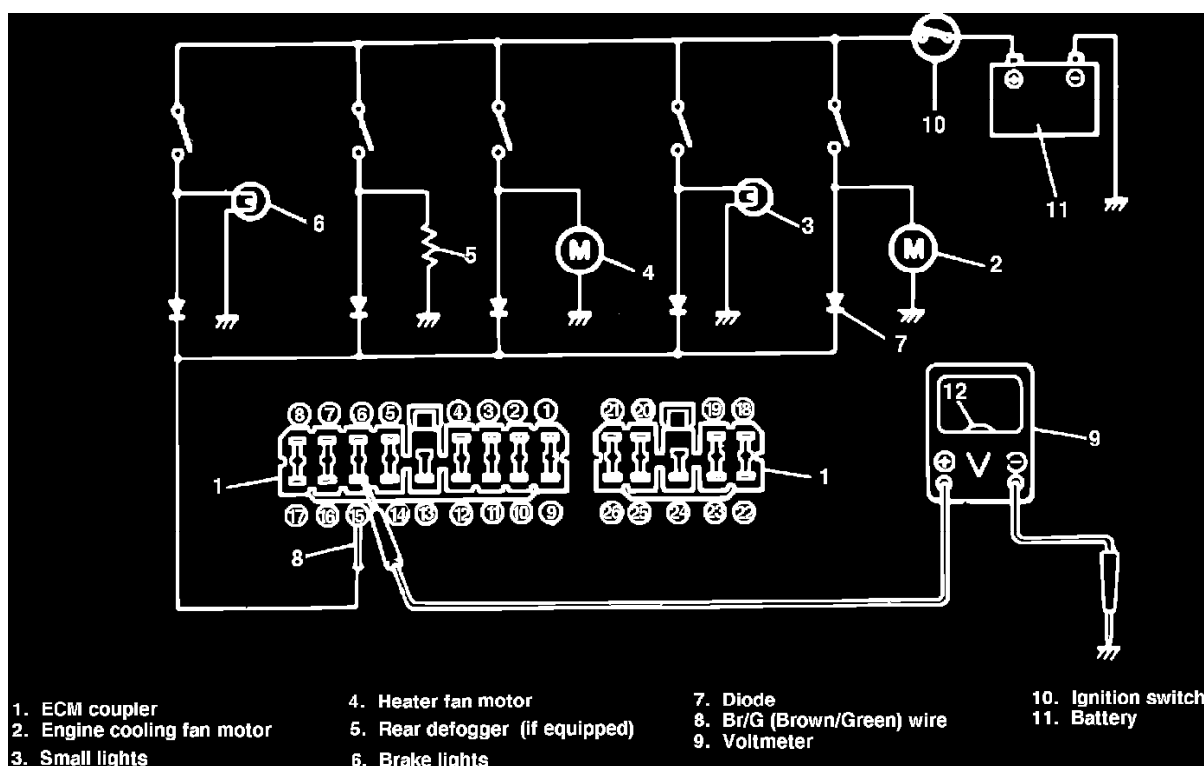 10
11
6
5
4
3
2
M
M
7
12
8 7 6 5 4 3 2 1
21 20 19 18
9
V
1
1
17 16 15 14 13 12 11 10 9
26 25 24 23 22
8
1. ECM coupler
2. Engine cooling fan motor
3. Small lights
4. Heater fan motor
5. Rear defogger (if equipped)
6. Brake lights
7. Diode
8. Br/G (Brown/Green) wire
9. Voltmeter
10. Ignition switch
11. Battery